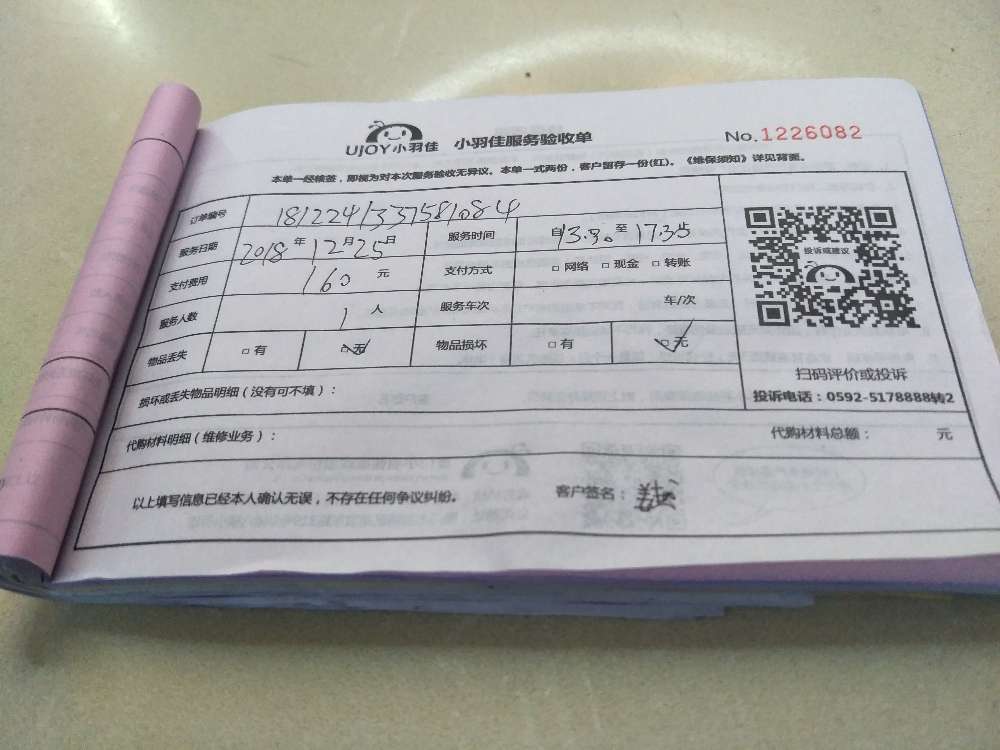 UJOY小羽佳 小羽佳服务验收单 No.1226082
本单一经核签，即视为对本次服务验收无异议。本单一式两份，客户留存一份(红)。《维保须知》详见背面。
订单编号 1812241337581084
服务日期 2018年12月25日 服务时间 自13.30至17.35
支付费用 160元 支付方式 □网络 □现金 □转账
服务人数 1人 服务车次 车/次
物品丢失 □有 ☑无 物品损坏 □有 ☑无
投诉或建议
扫码评价或投诉
投诉电话：0592-5178888转2
损坏或丢失物品明细（没有可不填）：
代购材料明细（维修业务）： 代购材料总额： 元
以上填写信息已经本人确认无误，不存在任何争议纠纷。 客户签名：